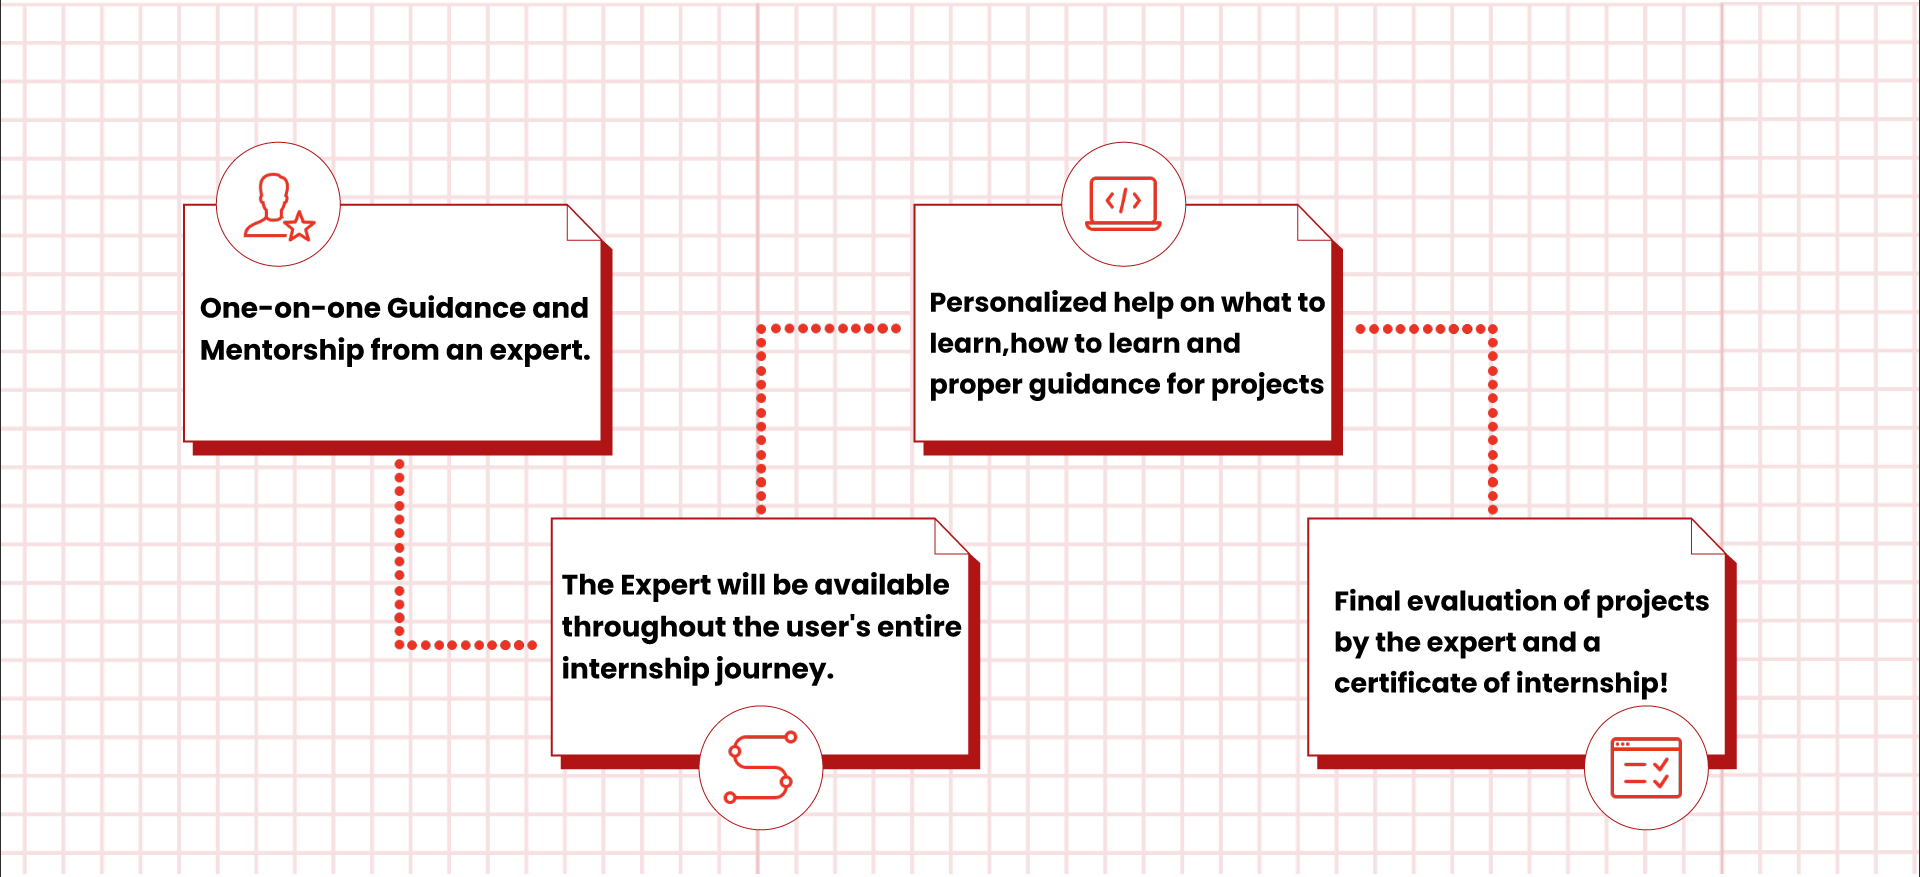 One-on-one Guidance and
Mentorship from an expert.
The Expert will be available
throughout the user's entire
internship journey.
Personalized help on what to
learn,how to learn and
proper guidance for projects
Final evaluation of projects
by the expert and a
certificate of internship!